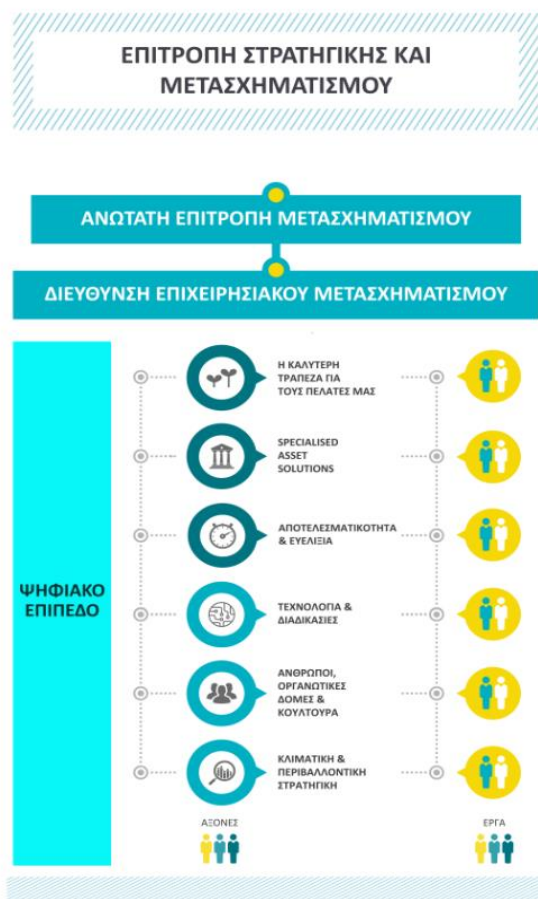 ΕΠΙΤΡΟΠΗ ΣΤΡΑΤΗΓΙΚΗΣ ΚΑΙ
ΜΕΤΑΣΧΗΜΑΤΙΣΜΟΥ
ΑΝΩΤΑΤΗ ΕΠΙΤΡΟΠΗ ΜΕΤΑΣΧΗΜΑΤΙΣΜΟΥ
ΔΙΕΥΘΥΝΣΗ ΕΠΙΧΕΙΡΗΣΙΑΚΟΥ ΜΕΤΑΣΧΗΜΑΤΙΣΜΟΥ
ΨΗΦΙΑΚΟ
ΕΠΙΠΕΔΟ
Η ΚΑΛΥΤΕΡΗ
ΤΡΑΠΕΖΑ ΓΙΑ
ΤΟΥΣ ΠΕΛΑΤΕΣ ΜΑΣ
SPECIALISED
ASSET
SOLUTIONS
ΑΠΟΤΕΛΕΣΜΑΤΙΚΟΤΗΤΑ
& ΕΥΕΛΙΞΙΑ
ΤΕΧΝΟΛΟΓΙΑ &
ΔΙΑΔΙΚΑΣΙΕΣ
ΑΝΘΡΩΠΟΙ,
ΟΡΓΑΝΩΤΙΚΕΣ
ΔΟΜΕΣ &
ΚΟΥΛΤΟΥΡΑ
ΚΛΙΜΑΤΙΚΗ &
ΠΕΡΙΒΑΛΛΟΝΤΙΚΗ
ΣΤΡΑΤΗΓΙΚΗ
ΑΞΟΝΕΣ
ΕΡΓΑ